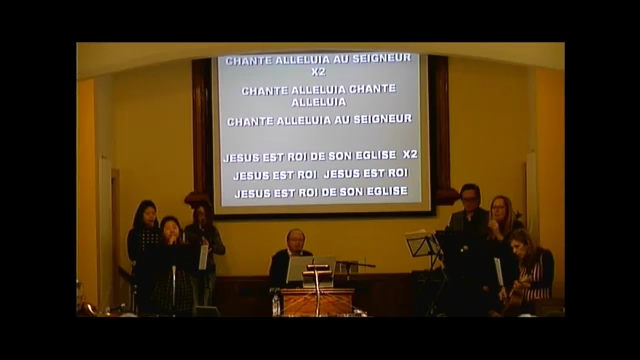 CHANTE ALLELUIA AU SEIGNEUR
X2
CHANTE ALLELUIA CHANTE
ALLELUIA
CHANTE ALLELUIA AU SEIGNEUR
JESUS EST ROI DE SON EGLISE X2
JESUS EST ROI JESUS EST ROI
JESUS EST ROI DE SON EGLISE